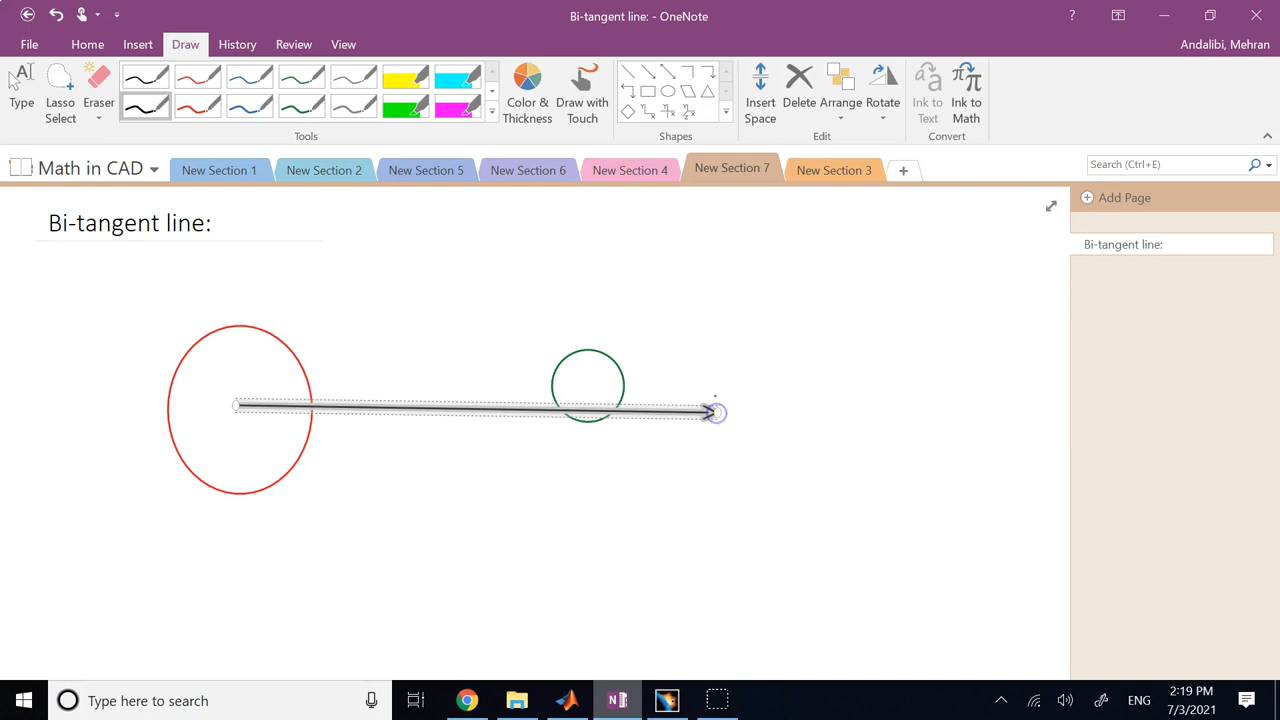 Bi-tangent line: - OneNote
?
Andalibi, Mehran
File Home Insert Draw History Review View
Type
Lasso Select
Eraser
Color & Thickness
Draw with Touch
Insert Space
Delete
Arrange
Rotate
Ink to Text
Ink to Math
Tools
Shapes
Edit
Convert
Math in CAD
New Section 1
New Section 2
New Section 5
New Section 6
New Section 4
New Section 7
New Section 3
Search (Ctrl+E)
Add Page
Bi-tangent line:
Bi-tangent line:
Type here to search
ENG
2:19 PM
7/3/2021